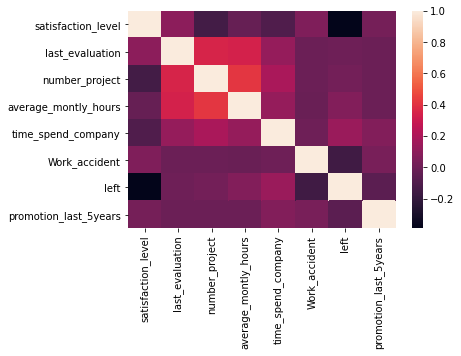 satisfaction_level
last_evaluation
number_project
average_montly_hours
time_spend_company
Work_accident
left
promotion_last_5years
satisfaction_level
last_evaluation
number_project
average_montly_hours
time_spend_company
Work_accident
left
promotion_last_5years
1.0
0.8
0.6
0.4
0.2
0.0
−0.2